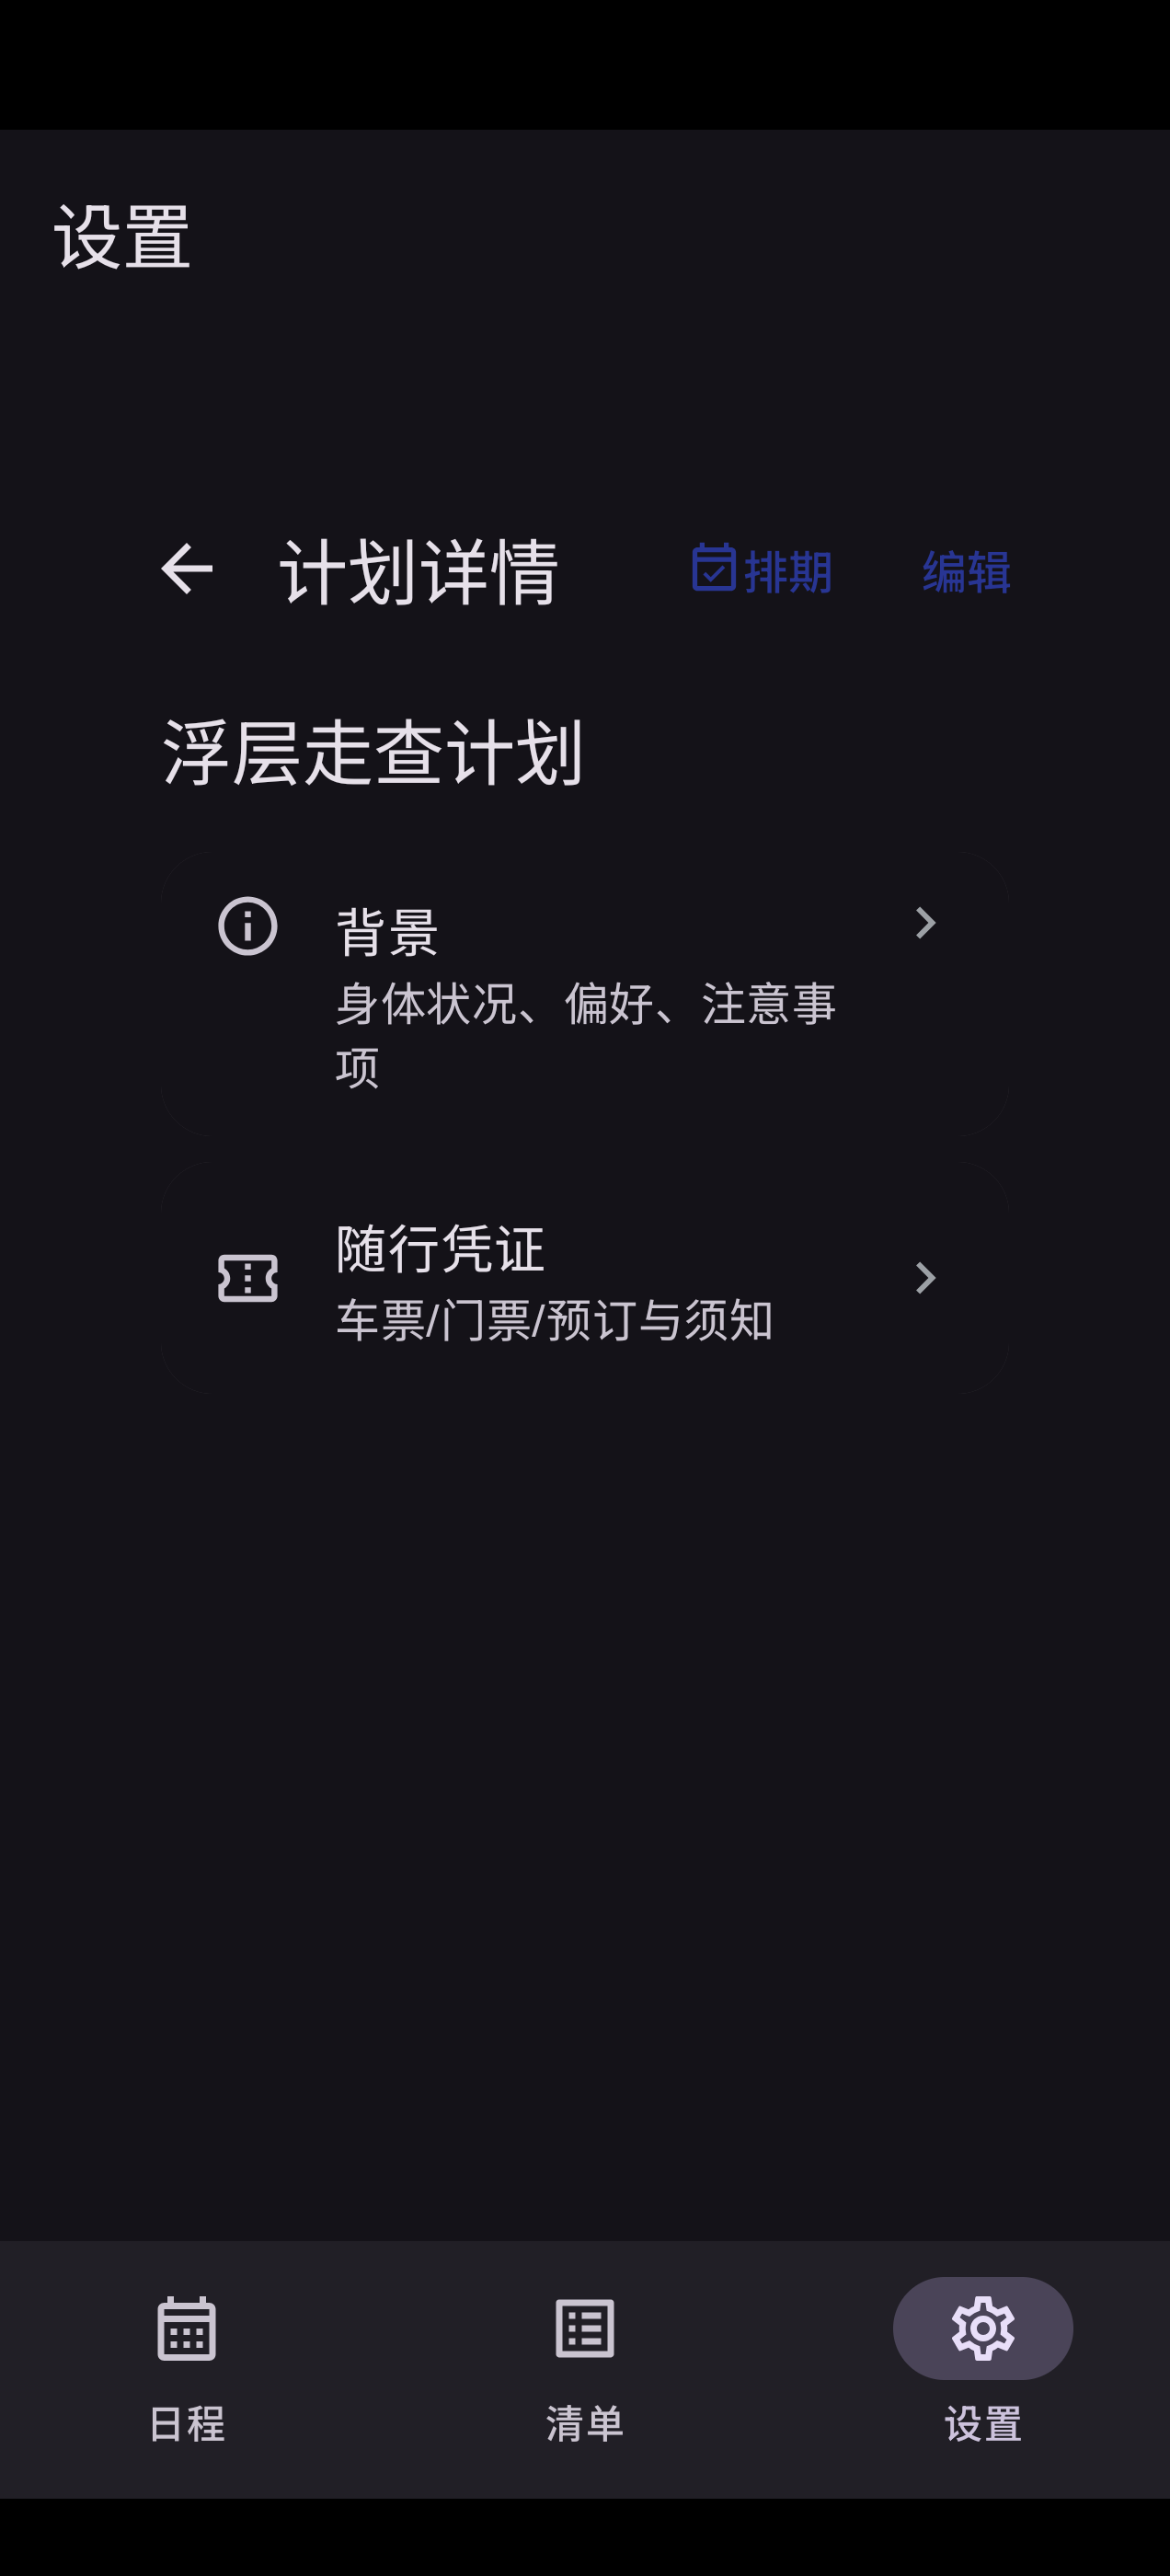 设置
计划详情
排期
编辑
浮层走查计划
背景
身体状况、偏好、注意事
项
随行凭证
车票/门票/预订与须知
日程
清单
设置